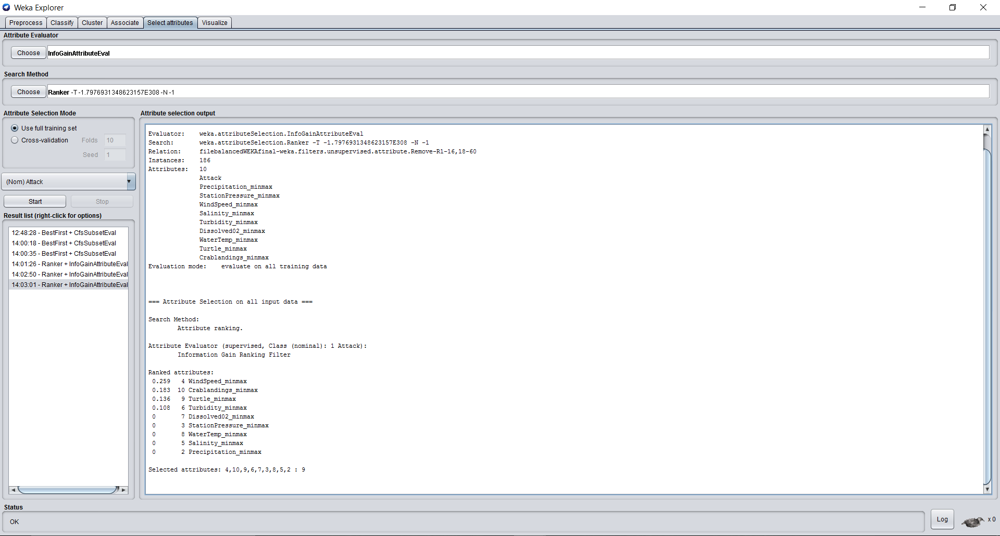 Weka Explorer
Preprocess Classify Cluster Associate Select attributes Visualize
Attribute Evaluator
Choose InfoGainAttributeEval
Search Method
Choose Ranker -T -1.7976931348623157E308 -N -1
Attribute Selection Mode
Use full training set
Cross-validation Folds 10
Seed 1
(Nom) Attack
Start Stop
Result list (right-click for options)
12:48:28 - BestFirst + CfsSubsetEval
14:00:18 - BestFirst + CfsSubsetEval
14:00:35 - BestFirst + CfsSubsetEval
14:01:26 - Ranker + InfoGainAttributeEval
14:02:50 - Ranker + InfoGainAttributeEval
14:03:01 - Ranker + InfoGainAttributeEval
Attribute selection output
Evaluator: weka.attributeSelection.InfoGainAttributeEval
Search: weka.attributeSelection.Ranker -T -1.7976931348623157E308 -N -1
Relation: filebalancedWEKAfinal-weka.filters.unsupervised.attribute.Remove-R1-16,18-60
Instances: 186
Attributes: 10
Attack
Precipitation_minmax
StationPressure_minmax
WindSpeed_minmax
Salinity_minmax
Turbidity_minmax
Dissolved02_minmax
WaterTemp_minmax
Turtle_minmax
Crablandings_minmax
Evaluation mode: evaluate on all training data
=== Attribute Selection on all input data ===
Search Method:
Attribute ranking.
Attribute Evaluator (supervised, Class (nominal): 1 Attack):
Information Gain Ranking Filter
Ranked attributes:
0.259 4 WindSpeed_minmax
0.183 10 Crablandings_minmax
0.136 9 Turtle_minmax
0.108 6 Turbidity_minmax
0 7 Dissolved02_minmax
0 3 StationPressure_minmax
0 8 WaterTemp_minmax
0 5 Salinity_minmax
0 2 Precipitation_minmax
Selected attributes: 4,10,9,6,7,3,8,5,2 : 9
Status
OK
Log
x 0